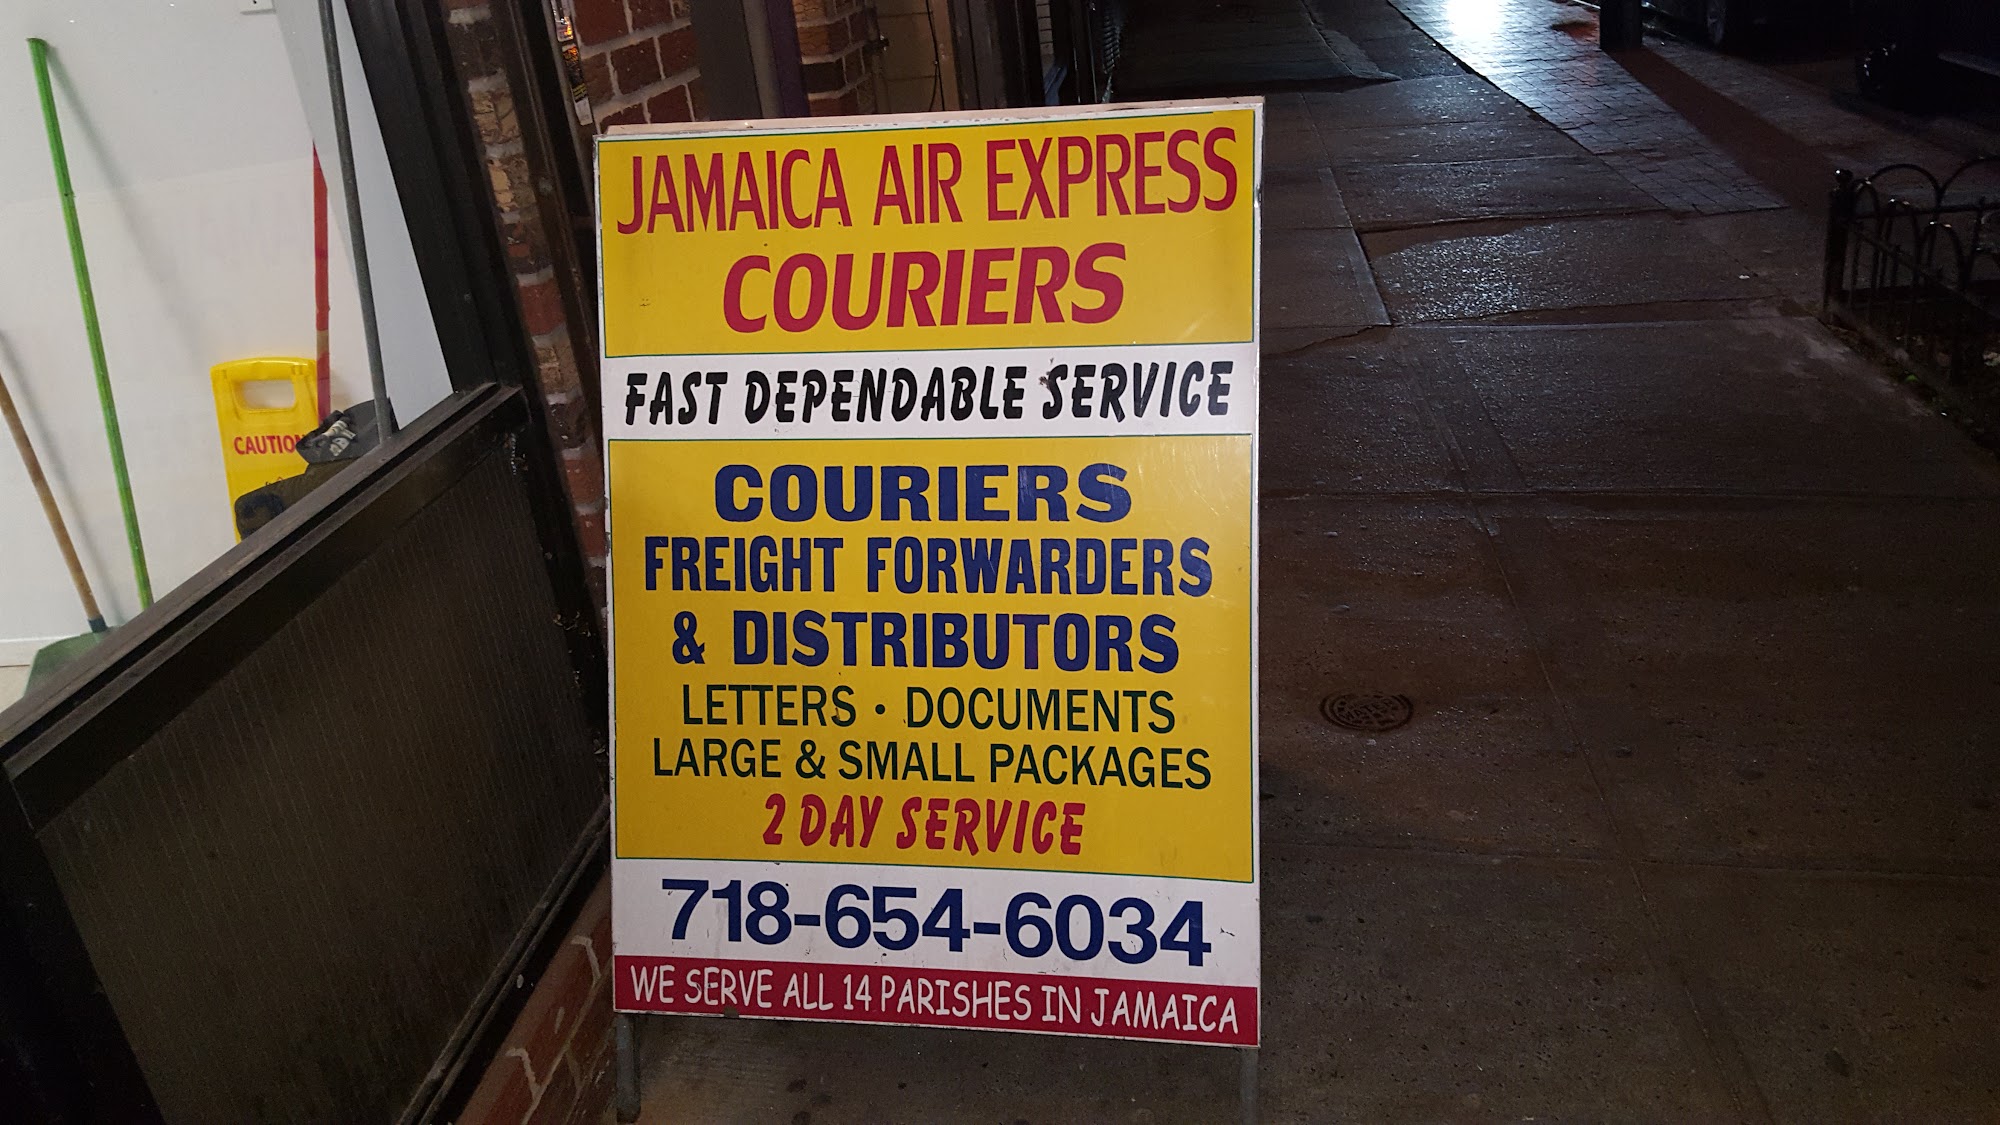 JAMAICA AIR EXPRESS
COURIERS
FAST DEPENDABLE SERVICE
COURIERS
FREIGHT FORWARDERS
& DISTRIBUTORS
LETTERS • DOCUMENTS
LARGE & SMALL PACKAGES
2 DAY SERVICE
718-654-6034
WE SERVE ALL 14 PARISHES IN JAMAICA
CAUTION
WATER